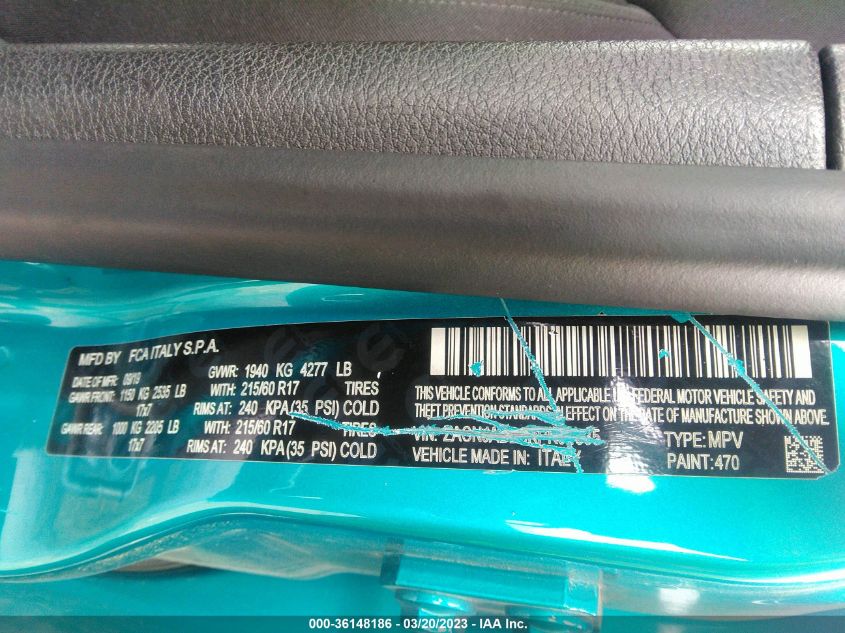 MFD BY FCA ITALY S.P.A.
DATE OF MFR 09/19 GVWR: 1940 KG 4277 LB
GAWR FRONT: 1150 KG 2535 LB WITH: 215/60 R17 TIRES
17x7 RIMS AT: 240 KPA (35 PSI) COLD
GAWR REAR: 1000 KG 2205 LB WITH: 215/60 R17 TIRES
17x7 RIMS AT: 240 KPA (35 PSI) COLD
THIS VEHICLE CONFORMS TO ALL APPLICABLE U.S. FEDERAL MOTOR VEHICLE SAFETY AND
THEFT PREVENTION STANDARDS IN EFFECT ON THE DATE OF MANUFACTURE SHOWN ABOVE.
VIN: TYPE: MPV
VEHICLE MADE IN: ITALY PAINT: 470
000-36148186 - 03/20/2023 - IAA Inc.